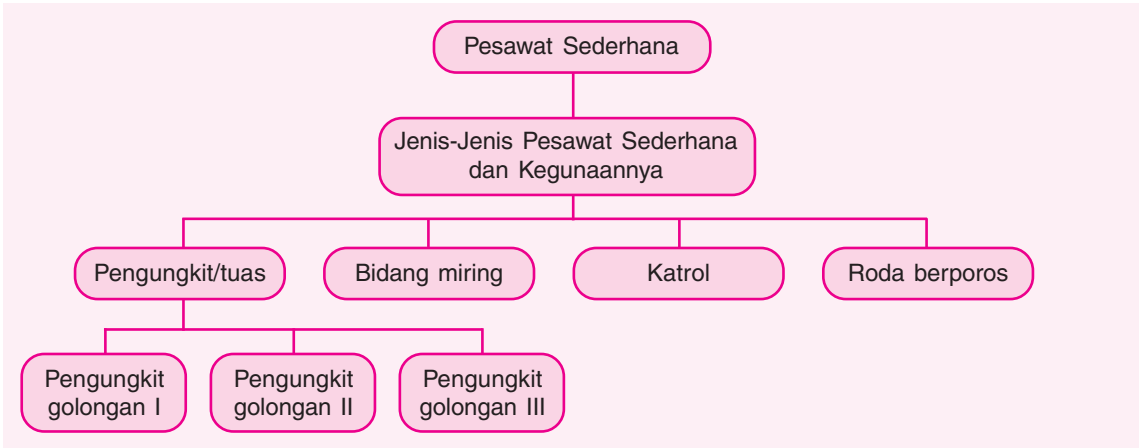 Pesawat Sederhana
Jenis-Jenis Pesawat Sederhana
dan Kegunaannya
Pengungkit/tuas
Bidang miring
Katrol
Roda berporos
Pengungkit
golongan I
Pengungkit
golongan II
Pengungkit
golongan III